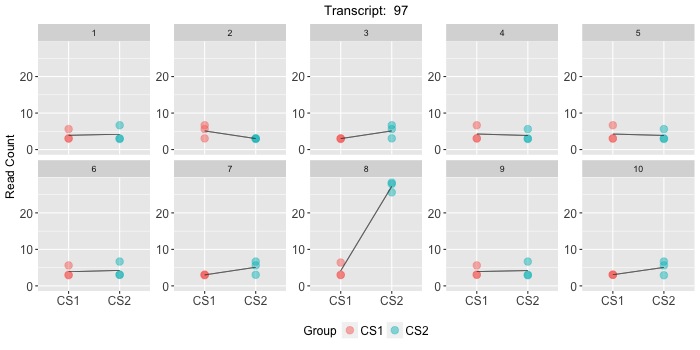 Transcript: 97
1 2 3 4 5
20
10
0
6 7 8 9 10
20
10
0
Read Count
CS1 CS2 CS1 CS2 CS1 CS2 CS1 CS2 CS1 CS2
Group CS1 CS2